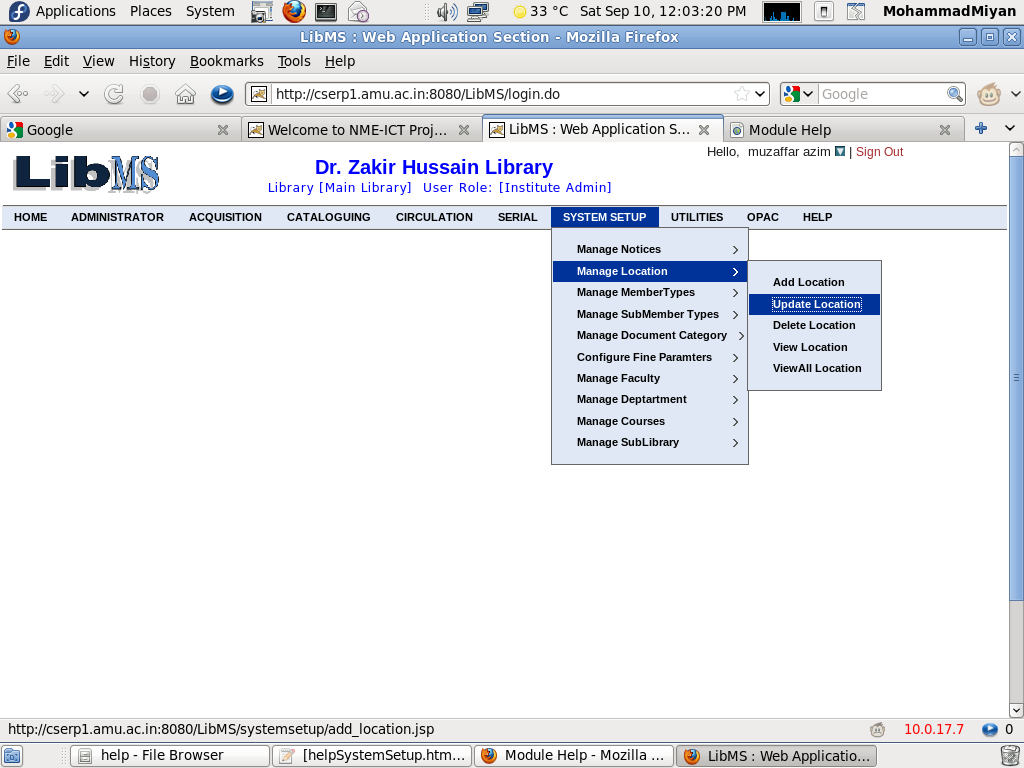 Applications Places System 33 °C Sat Sep 10, 12:03:20 PM MohammadMiyan
LibMS : Web Application Section - Mozilla Firefox
File Edit View History Bookmarks Tools Help
http://cserp1.amu.ac.in:8080/LibMS/login.do Google
Google Welcome to NME-ICT Proj... LibMS : Web Application S... Module Help
LibMS
Hello, muzaffar azim | Sign Out
Dr. Zakir Hussain Library
Library [Main Library] User Role: [Institute Admin]
HOME ADMINISTRATOR ACQUISITION CATALOGUING CIRCULATION SERIAL SYSTEM SETUP UTILITIES OPAC HELP
Manage Notices
Manage Location
Manage MemberTypes
Manage SubMember Types
Manage Document Category
Configure Fine Paramters
Manage Faculty
Manage Deptartment
Manage Courses
Manage SubLibrary
Add Location
Update Location
Delete Location
View Location
ViewAll Location
http://cserp1.amu.ac.in:8080/LibMS/systemsetup/add_location.jsp 10.0.17.7 0
help - File Browser [helpSystemSetup.htm... Module Help - Mozilla ... LibMS : Web Applicatio...